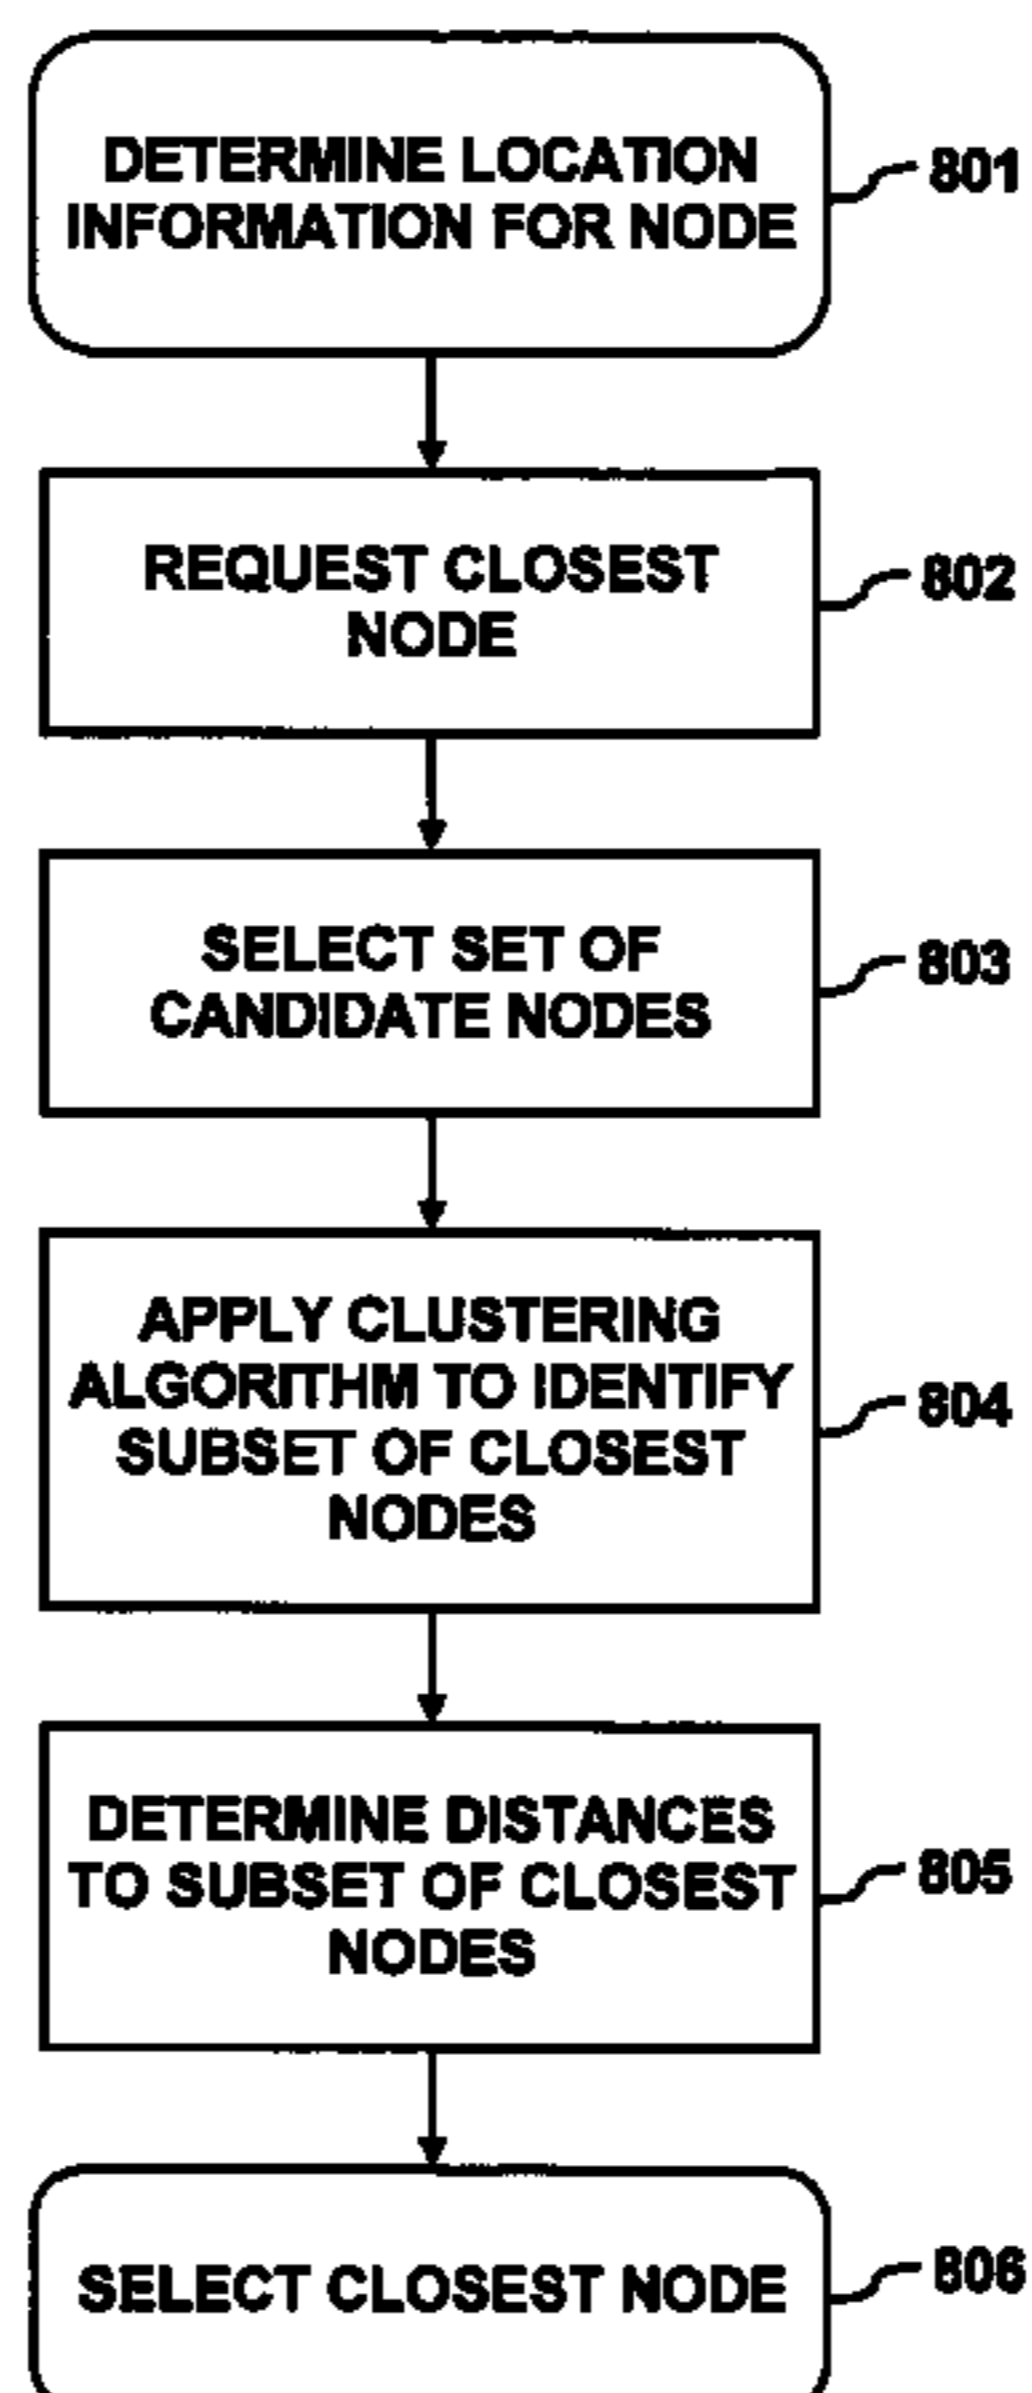 DETERMINE LOCATION
INFORMATION FOR NODE
801
REQUEST CLOSEST
NODE
802
SELECT SET OF
CANDIDATE NODES
803
APPLY CLUSTERING
ALGORITHM TO IDENTIFY
SUBSET OF CLOSEST
NODES
804
DETERMINE DISTANCES
TO SUBSET OF CLOSEST
NODES
805
SELECT CLOSEST NODE
806